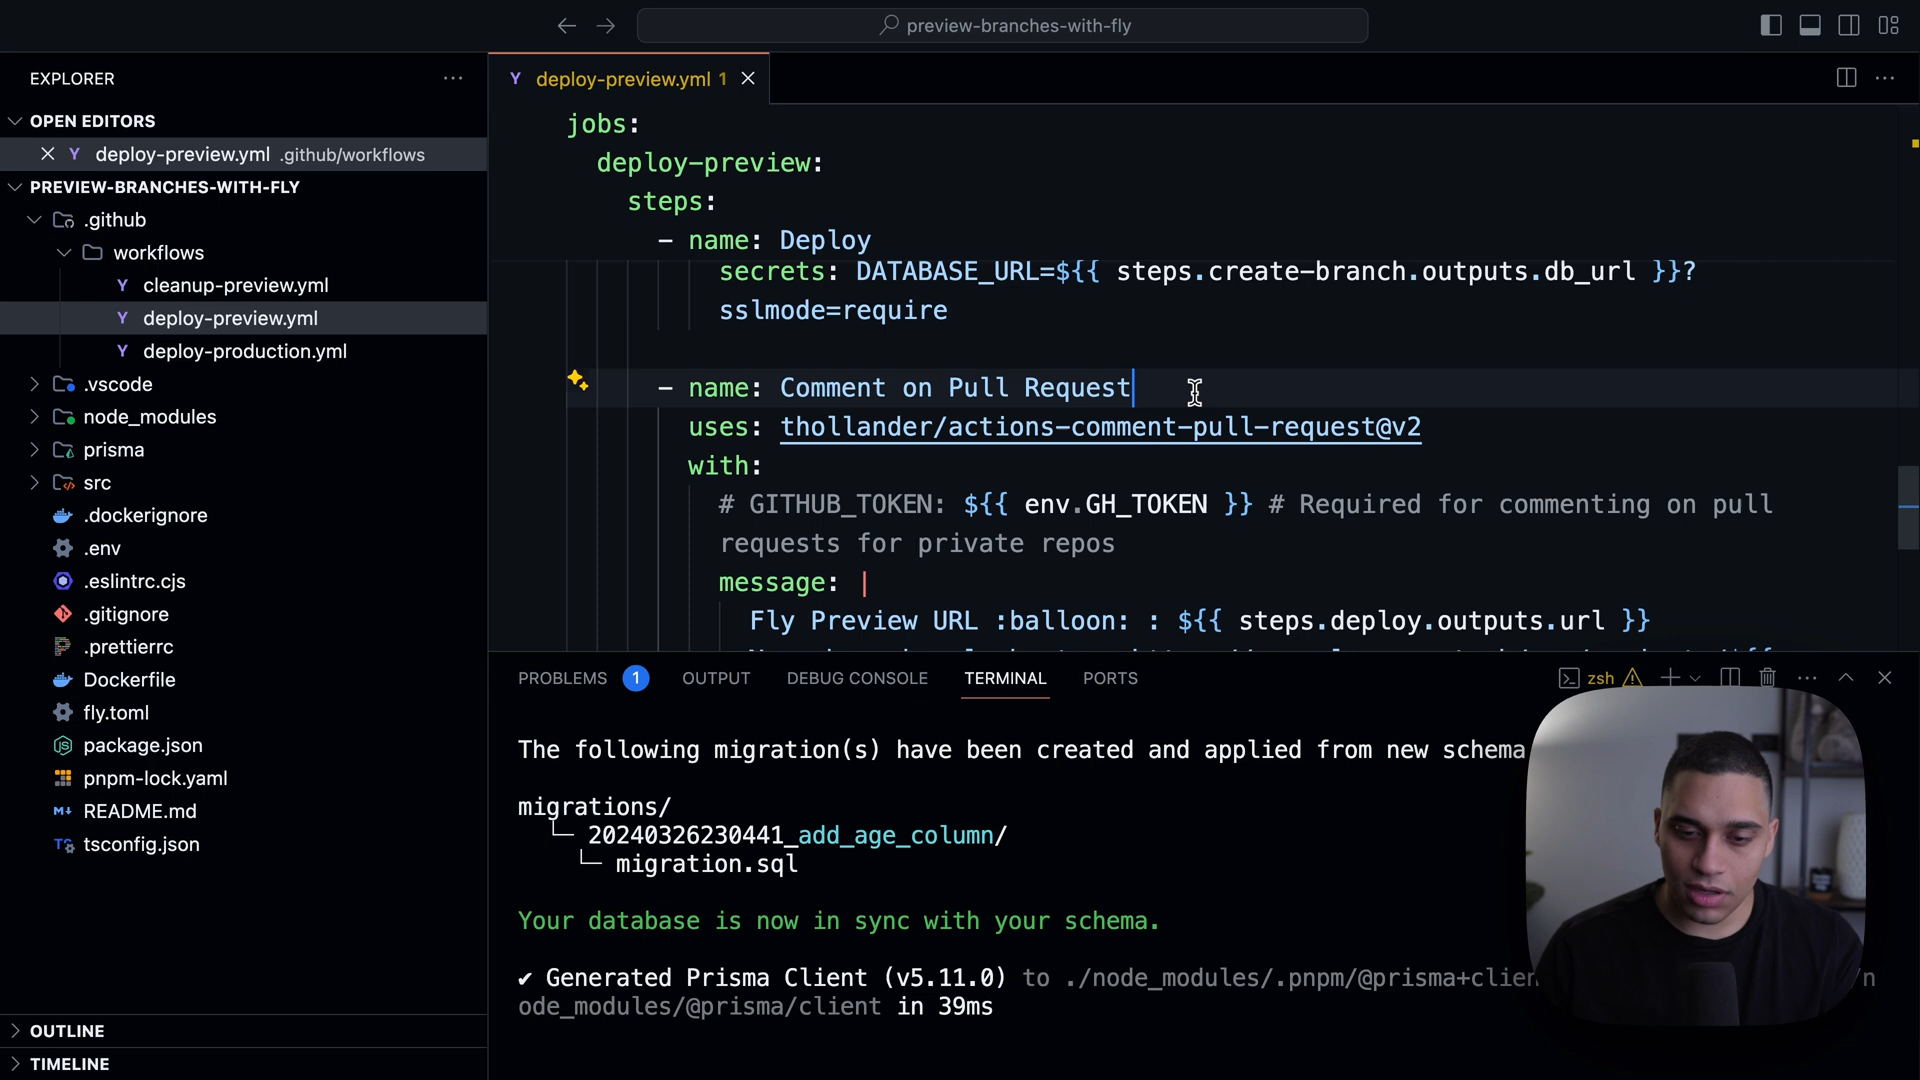 preview-branches-with-fly
EXPLORER
OPEN EDITORS
deploy-preview.yml .github/workflows
PREVIEW-BRANCHES-WITH-FLY
.github
workflows
cleanup-preview.yml
deploy-preview.yml
deploy-production.yml
.vscode
node_modules
prisma
src
.dockerignore
.env
.eslintrc.cjs
.gitignore
.prettierrc
Dockerfile
fly.toml
package.json
pnpm-lock.yaml
README.md
tsconfig.json
OUTLINE
TIMELINE
deploy-preview.yml 1
jobs:
deploy-preview:
steps:
- name: Deploy
secrets: DATABASE_URL=${{ steps.create-branch.outputs.db_url }}?
sslmode=require
- name: Comment on Pull Request
uses: thollander/actions-comment-pull-request@v2
with:
# GITHUB_TOKEN: ${{ env.GH_TOKEN }} # Required for commenting on pull
requests for private repos
message: |
Fly Preview URL :balloon: : ${{ steps.deploy.outputs.url }}
PROBLEMS 1 OUTPUT DEBUG CONSOLE TERMINAL PORTS
zsh
The following migration(s) have been created and applied from new schema
migrations/
└─ 20240326230441_add_age_column/
└─ migration.sql
Your database is now in sync with your schema.
✔ Generated Prisma Client (v5.11.0) to ./node_modules/.pnpm/@prisma+clien
ode_modules/@prisma/client in 39ms